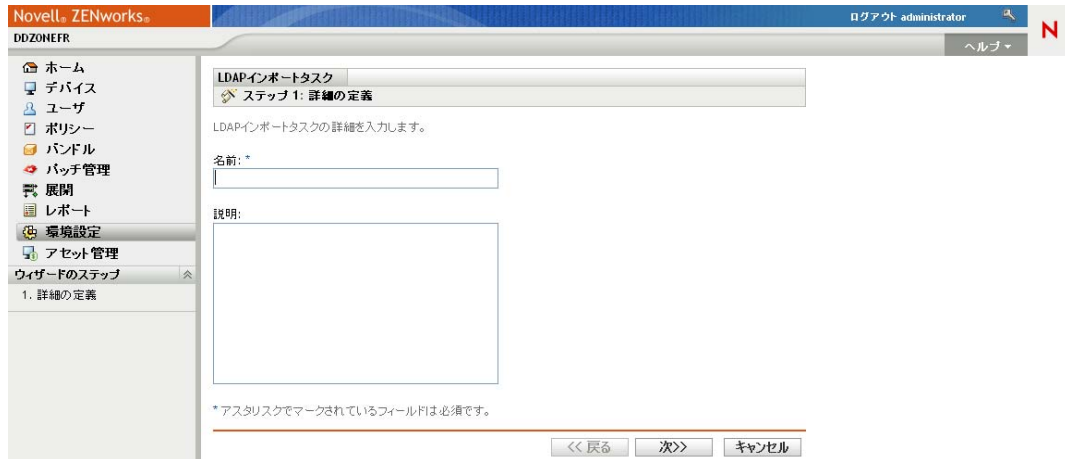 Novell® ZENworks®
ログアウト administrator
DDZONEFR
ヘルプ
N
ホーム
デバイス
ユーザ
ポリシー
バンドル
パッチ管理
展開
レポート
環境設定
アセット管理
ウィザードのステップ
1. 詳細の定義
LDAPインポートタスク
ステップ 1: 詳細の定義
LDAPインポートタスクの詳細を入力します。
名前: *
説明:
*アスタリスクでマークされているフィールドは必須です。
<< 戻る
次>>
キャンセル